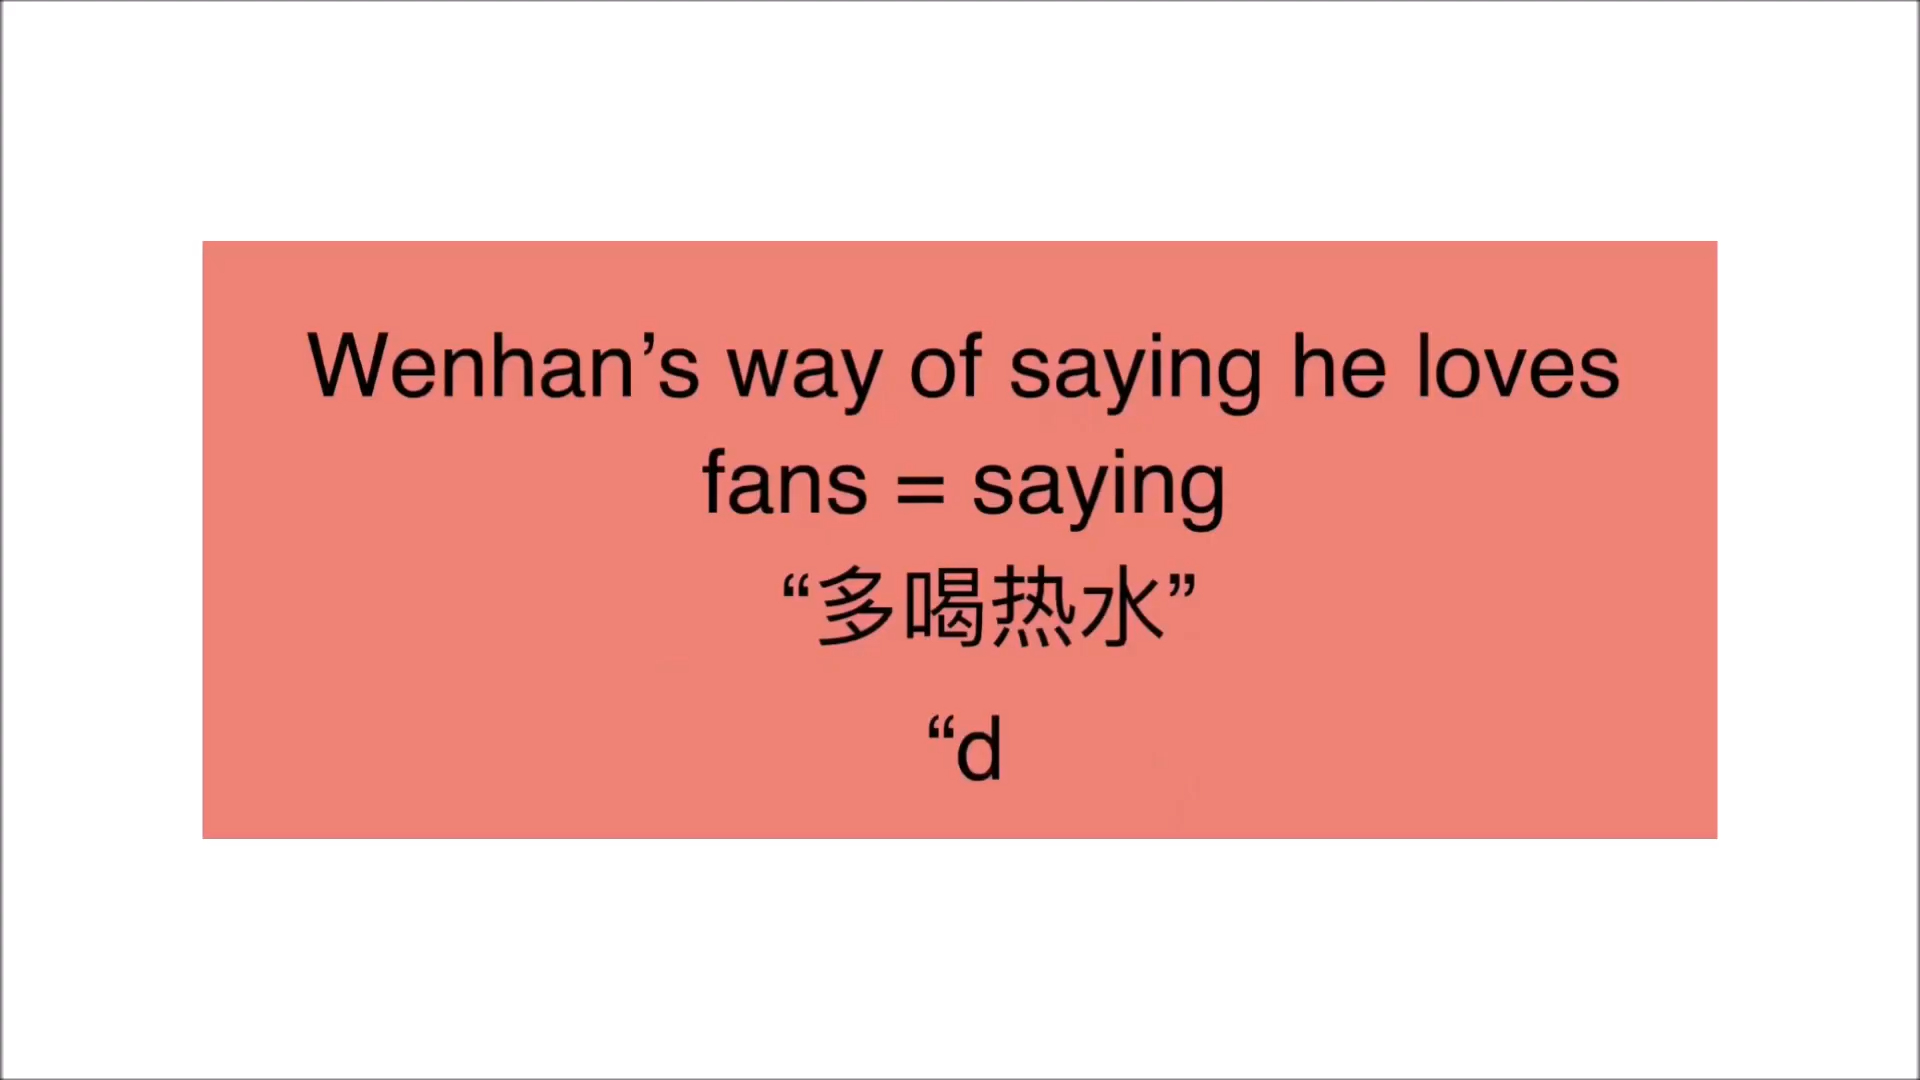 Wenhan’s way of saying he loves
fans = saying
“多喝热水”
“d